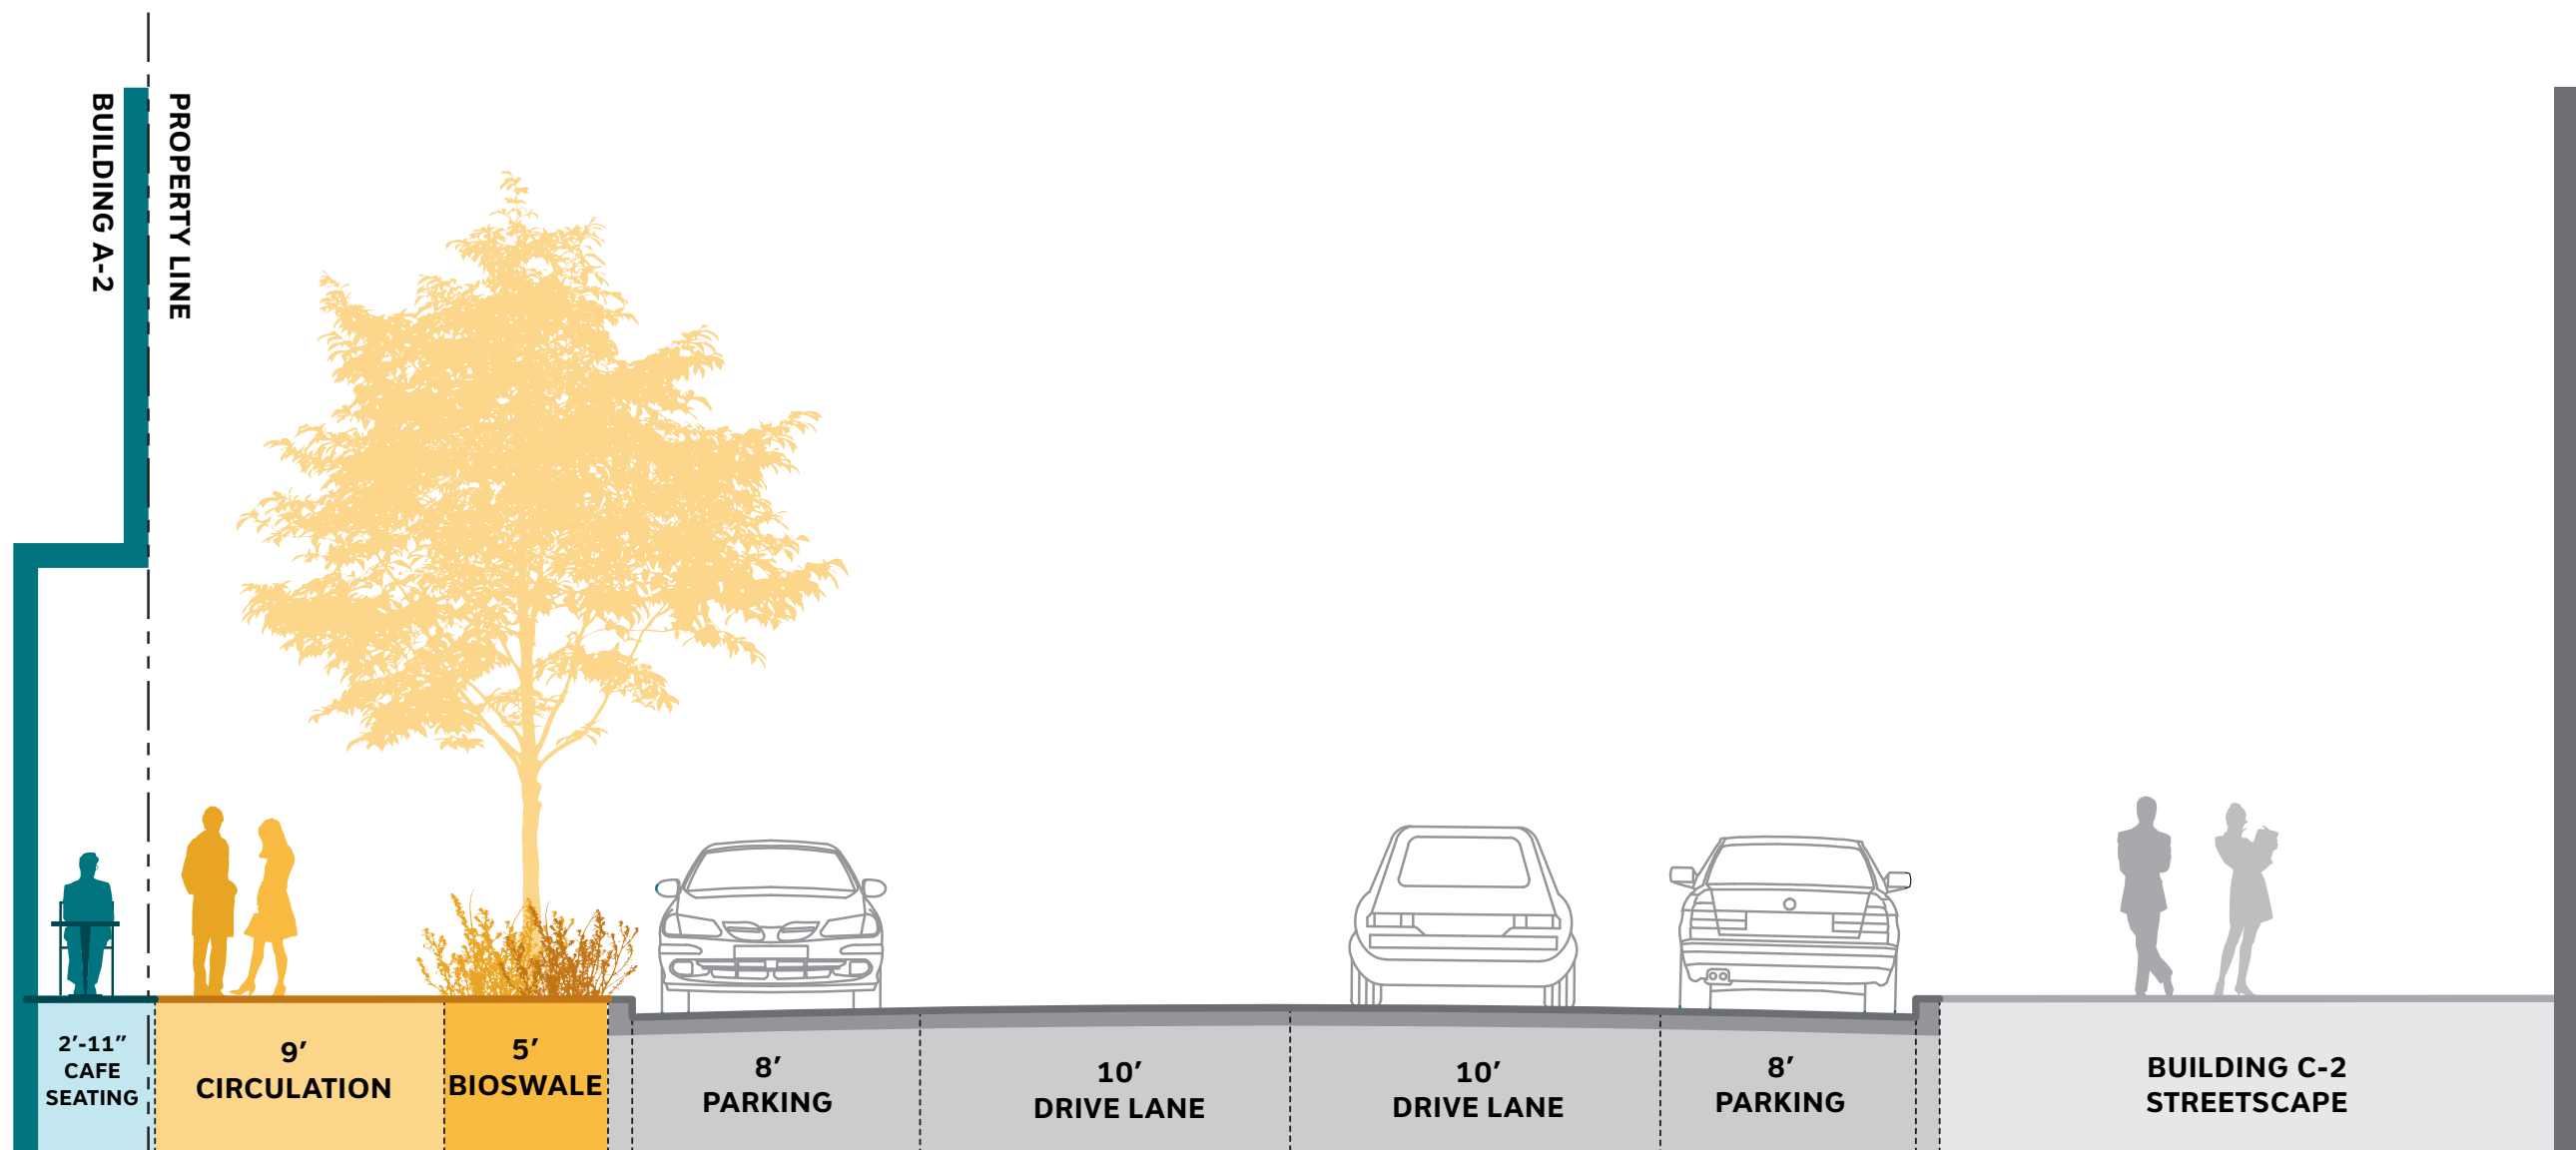 BUILDING A-2
PROPERTY LINE
2’-11”
CAFE
SEATING
9’
CIRCULATION
5’
BIOSWALE
8’
PARKING
10’
DRIVE LANE
10’
DRIVE LANE
8’
PARKING
BUILDING C-2
STREETSCAPE